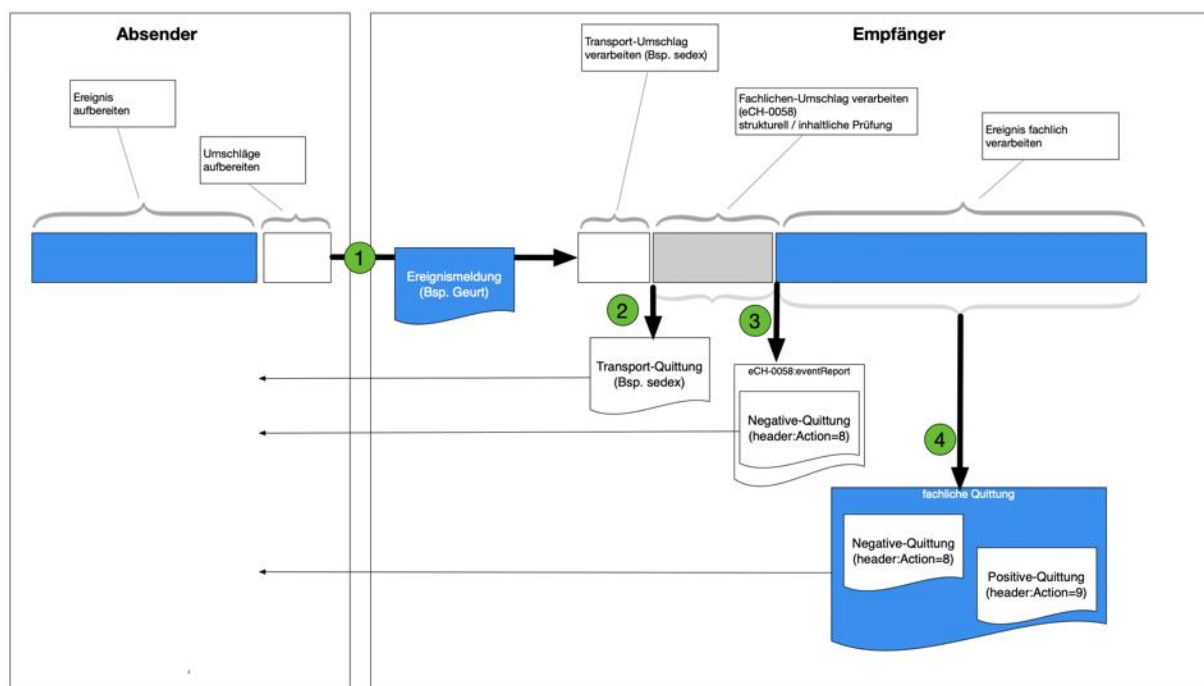 Absender
Empfänger
Transport-Umschlag
verarbeiten (Bsp. sedex)
Ereignis
aufbereiten
Fachlichen-Umschlag verarbeiten
(eCH-0058)
strukturell / inhaltliche Prüfung
Ereignis fachlich
verarbeiten
Umschläge
aufbereiten
1
Ereignismeldung
(Bsp. Geurt)
2
3
Transport-Quittung
(Bsp. sedex)
eCH-0058:eventReport
Negative-Quittung
(header:Action=8)
4
fachliche Quittung
Negative-Quittung
(header:Action=8)
Positive-Quittung
(header:Action=9)